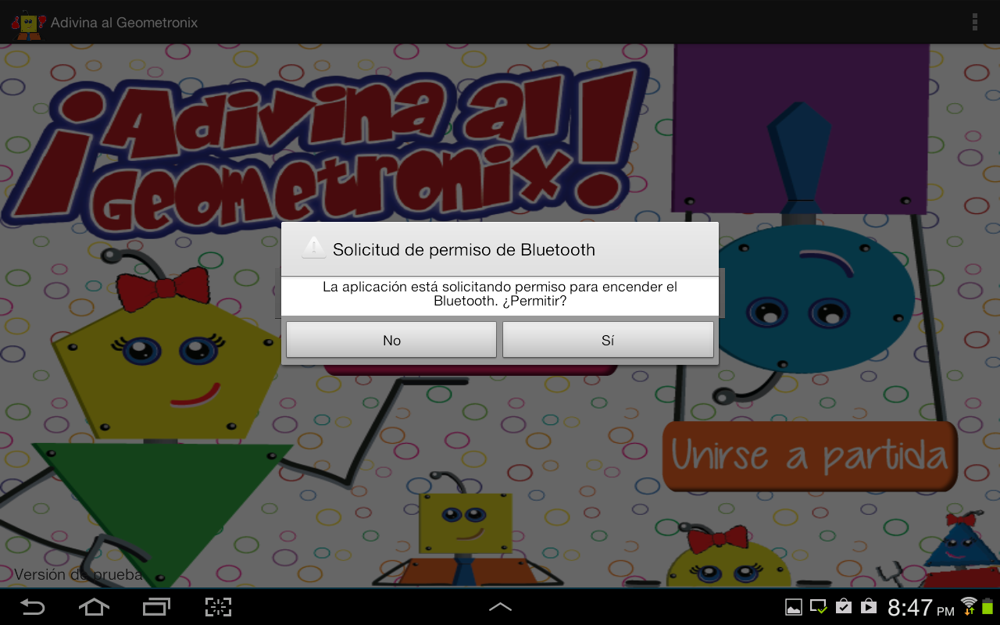 Adivina al Geometronix
¡Adivina al
Geometronix!
Solicitud de permiso de Bluetooth
La aplicación está solicitando permiso para encender el
Bluetooth. ¿Permitir?
No
Sí
Unirse a partida
Versión de prueba
8:47 PM